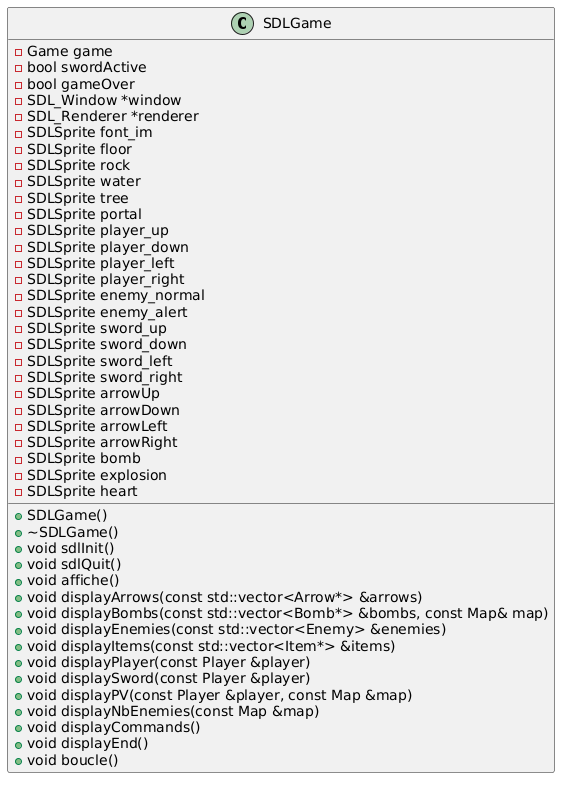 C SDLGame
Game game
bool swordActive
bool gameOver
SDL_Window *window
SDL_Renderer *renderer
SDLSprite font_im
SDLSprite floor
SDLSprite rock
SDLSprite water
SDLSprite tree
SDLSprite portal
SDLSprite player_up
SDLSprite player_down
SDLSprite player_left
SDLSprite player_right
SDLSprite enemy_normal
SDLSprite enemy_alert
SDLSprite sword_up
SDLSprite sword_down
SDLSprite sword_left
SDLSprite sword_right
SDLSprite arrowUp
SDLSprite arrowDown
SDLSprite arrowLeft
SDLSprite arrowRight
SDLSprite bomb
SDLSprite explosion
SDLSprite heart
SDLGame()
~SDLGame()
void sdlInit()
void sdlQuit()
void affiche()
void displayArrows(const std::vector<Arrow*> &arrows)
void displayBombs(const std::vector<Bomb*> &bombs, const Map& map)
void displayEnemies(const std::vector<Enemy> &enemies)
void displayItems(const std::vector<Item*> &items)
void displayPlayer(const Player &player)
void displaySword(const Player &player)
void displayPV(const Player &player, const Map &map)
void displayNbEnemies(const Map &map)
void displayCommands()
void displayEnd()
void boucle()